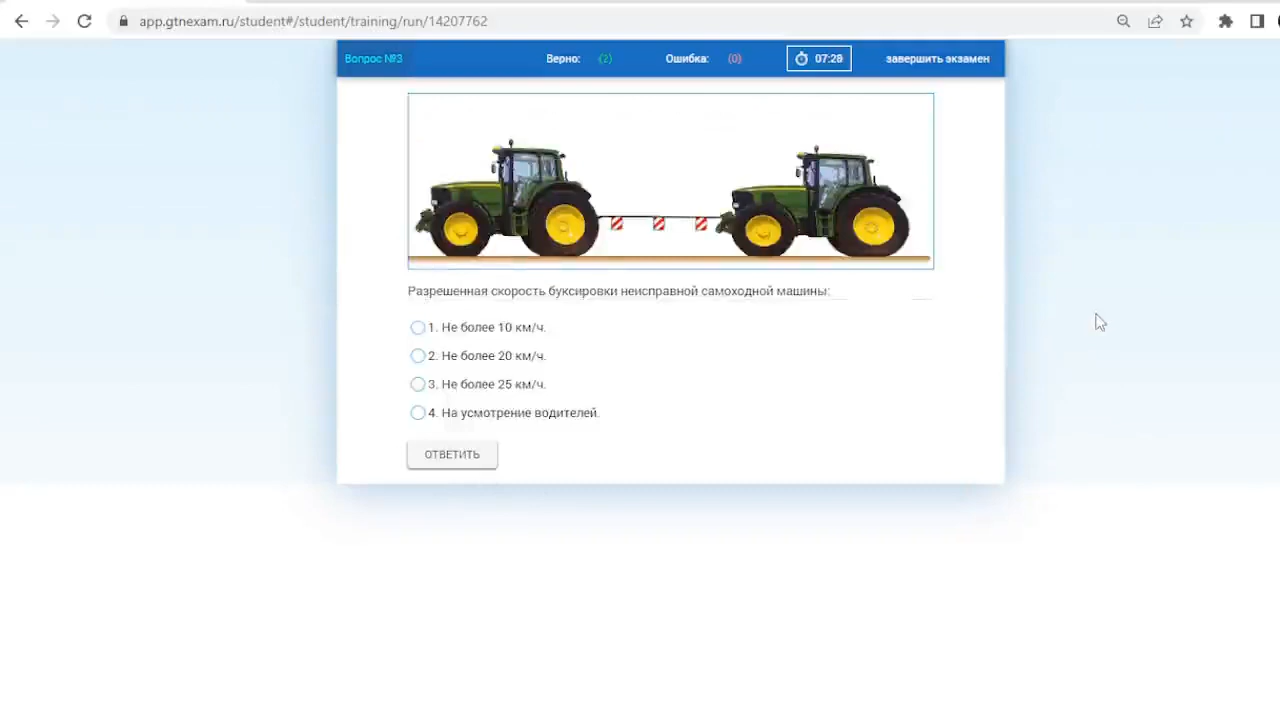 app.gtnexam.ru/student#/student/training/run/14207762
Вопрос №3 Верно: (2) Ошибка: (0) 07:28 завершить экзамен
Разрешенная скорость буксировки неисправной самоходной машины:
1. Не более 10 км/ч.
2. Не более 20 км/ч.
3. Не более 25 км/ч.
4. На усмотрение водителей.
ОТВЕТИТЬ